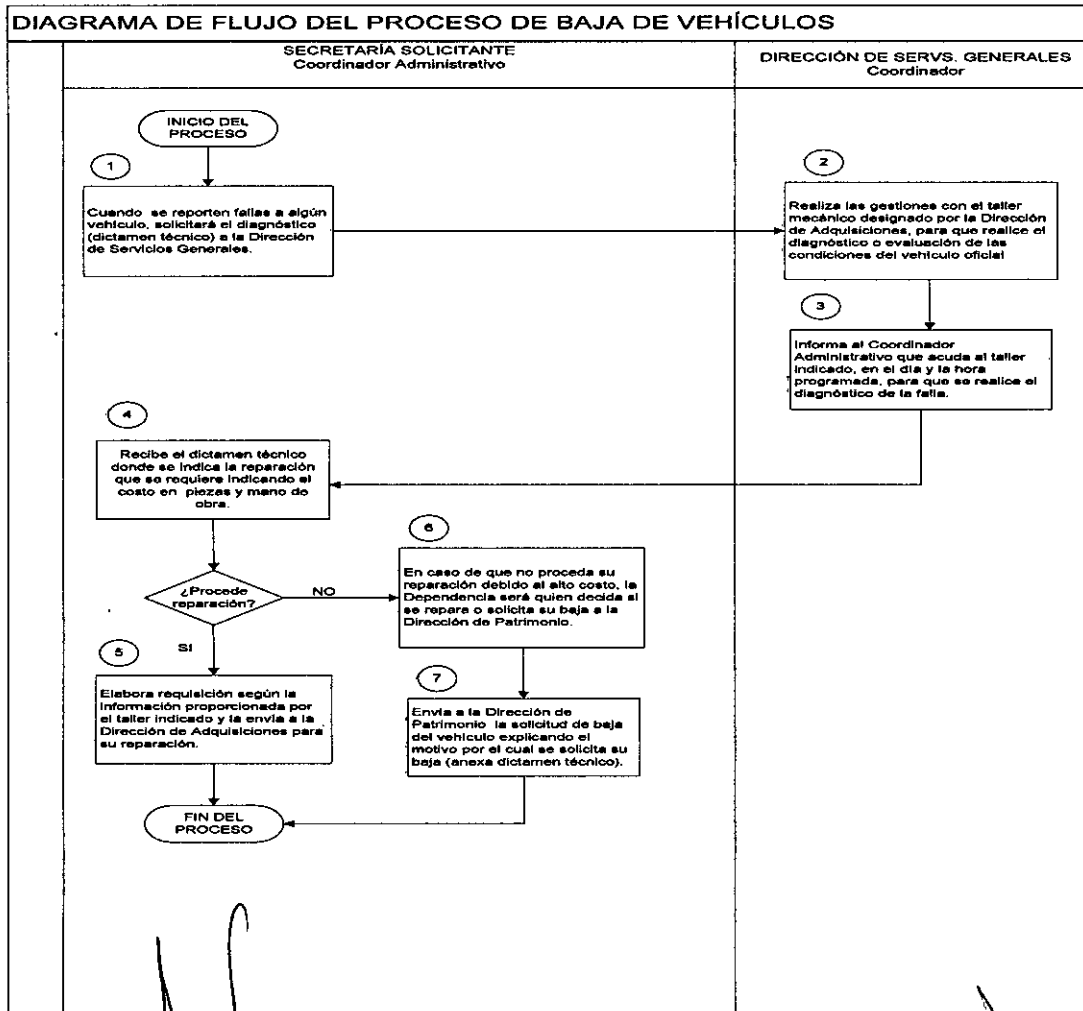 DIAGRAMA DE FLUJO DEL PROCESO DE BAJA DE VEHÍCULOS
SECRETARÍA SOLICITANTE
Coordinador Administrativo
DIRECCIÓN DE SERVS. GENERALES
Coordinador
INICIO DEL
PROCESO
1
Cuando se reporten fallas a algún
vehículo, solicitará el diagnóstico
(dictamen técnico) a la Dirección
de Servicios Generales.
2
Realiza las gestiones con el taller
mecánico designado por la Dirección
de Adquisiciones, para que realice el
diagnóstico o evaluación de las
condiciones del vehículo oficial
3
Informa al Coordinador
Administrativo que acuda al taller
indicado, en el día y la hora
programada, para que se realice el
diagnóstico de la falla.
4
Recibe el dictamen técnico
donde se indica la reparación
que se requiere indicando el
costo en piezas y mano de
obra.
¿Procede
reparación?
NO
SI
6
En caso de que no proceda su
reparación debido al alto costo, la
Dependencia será quien decida si
se repara o solicita su baja a la
Dirección de Patrimonio.
5
Elabora requisición según la
información proporcionada por
el taller indicado y la envía a la
Dirección de Adquisiciones para
su reparación.
7
Envía a la Dirección de
Patrimonio la solicitud de baja
del vehículo explicando el
motivo por el cual se solicita su
baja (anexa dictamen técnico).
FIN DEL
PROCESO